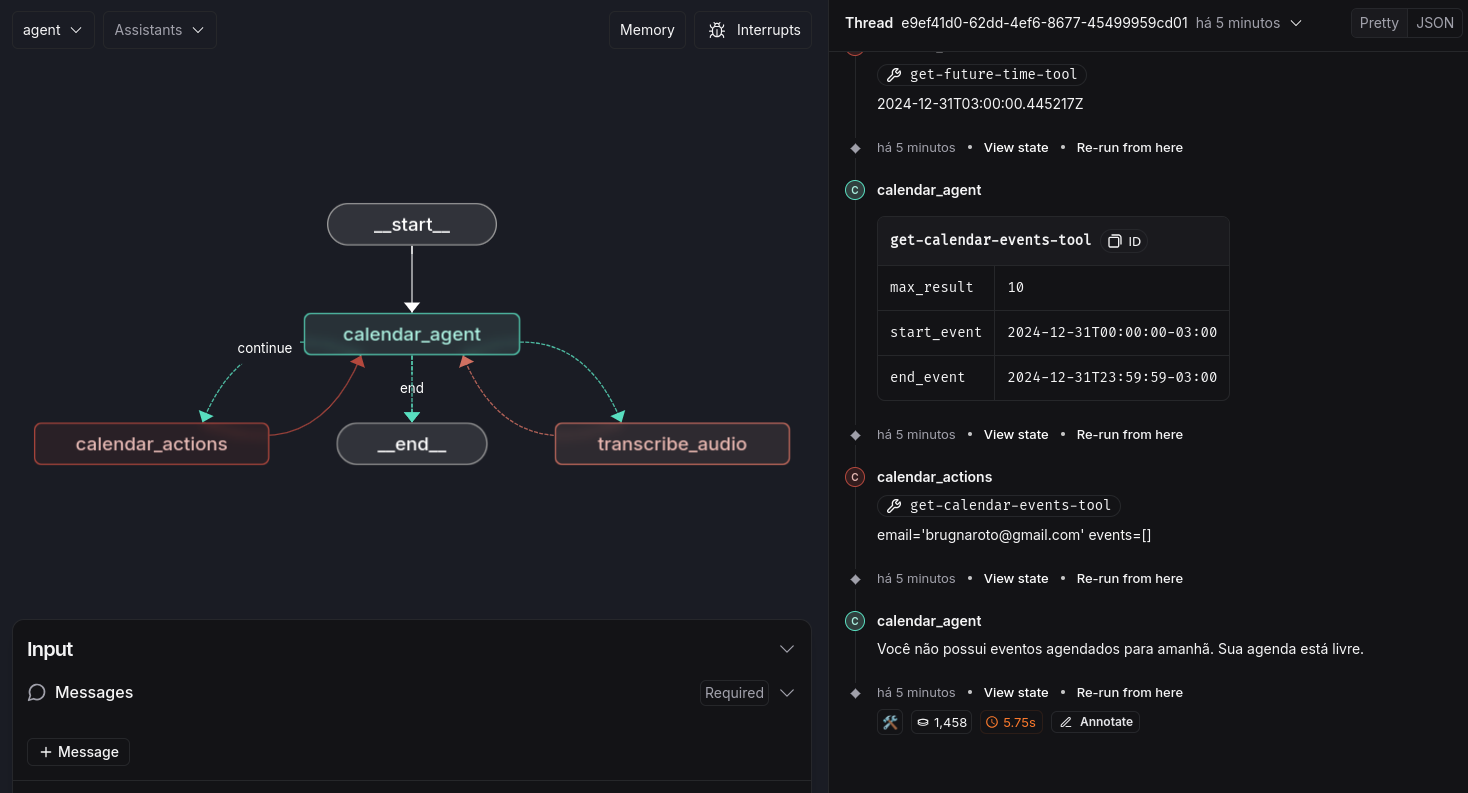 agent
Assistants
Memory
Interrupts
__start__
calendar_agent
continue
end
calendar_actions
__end__
transcribe_audio
Input
Messages
Required
+ Message
Thread e9ef41d0-62dd-4ef6-8677-45499959cd01 há 5 minutos
Pretty
JSON
get-future-time-tool
2024-12-31T03:00:00.445217Z
há 5 minutos • View state • Re-run from here
C calendar_agent
get-calendar-events-tool ID
max_result 10
start_event 2024-12-31T00:00:00-03:00
end_event 2024-12-31T23:59:59-03:00
há 5 minutos • View state • Re-run from here
C calendar_actions
get-calendar-events-tool
email='brugnaroto@gmail.com' events=[]
há 5 minutos • View state • Re-run from here
C calendar_agent
Você não possui eventos agendados para amanhã. Sua agenda está livre.
há 5 minutos • View state • Re-run from here
1,458 5.75s Annotate